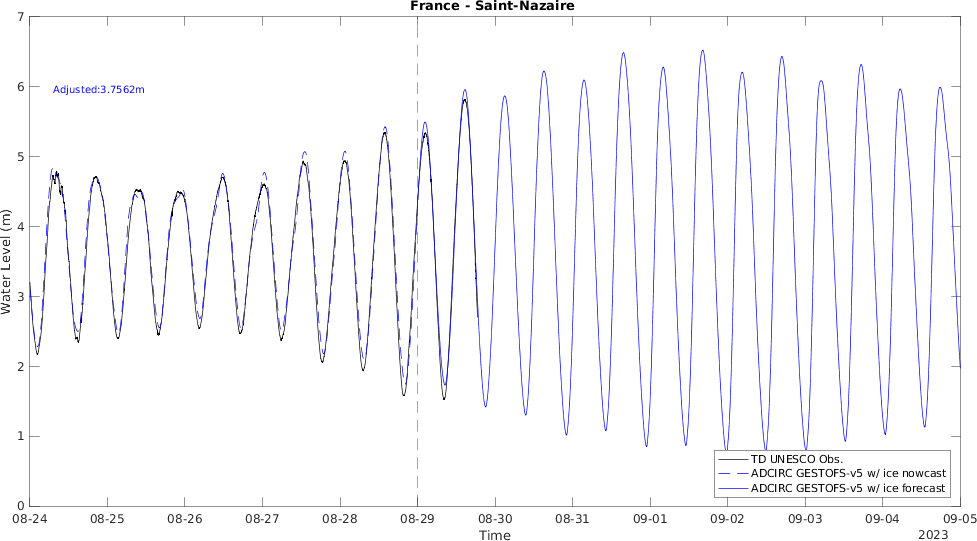 France - Saint-Nazaire
7
6
5
4
3
2
1
0
Water Level (m)
Adjusted:3.7562m
TD UNESCO Obs.
ADCIRC GESTOFS-v5 w/ ice nowcast
ADCIRC GESTOFS-v5 w/ ice forecast
08-24 08-25 08-26 08-27 08-28 08-29 08-30 08-31 09-01 09-02 09-03 09-04 09-05
Time
2023